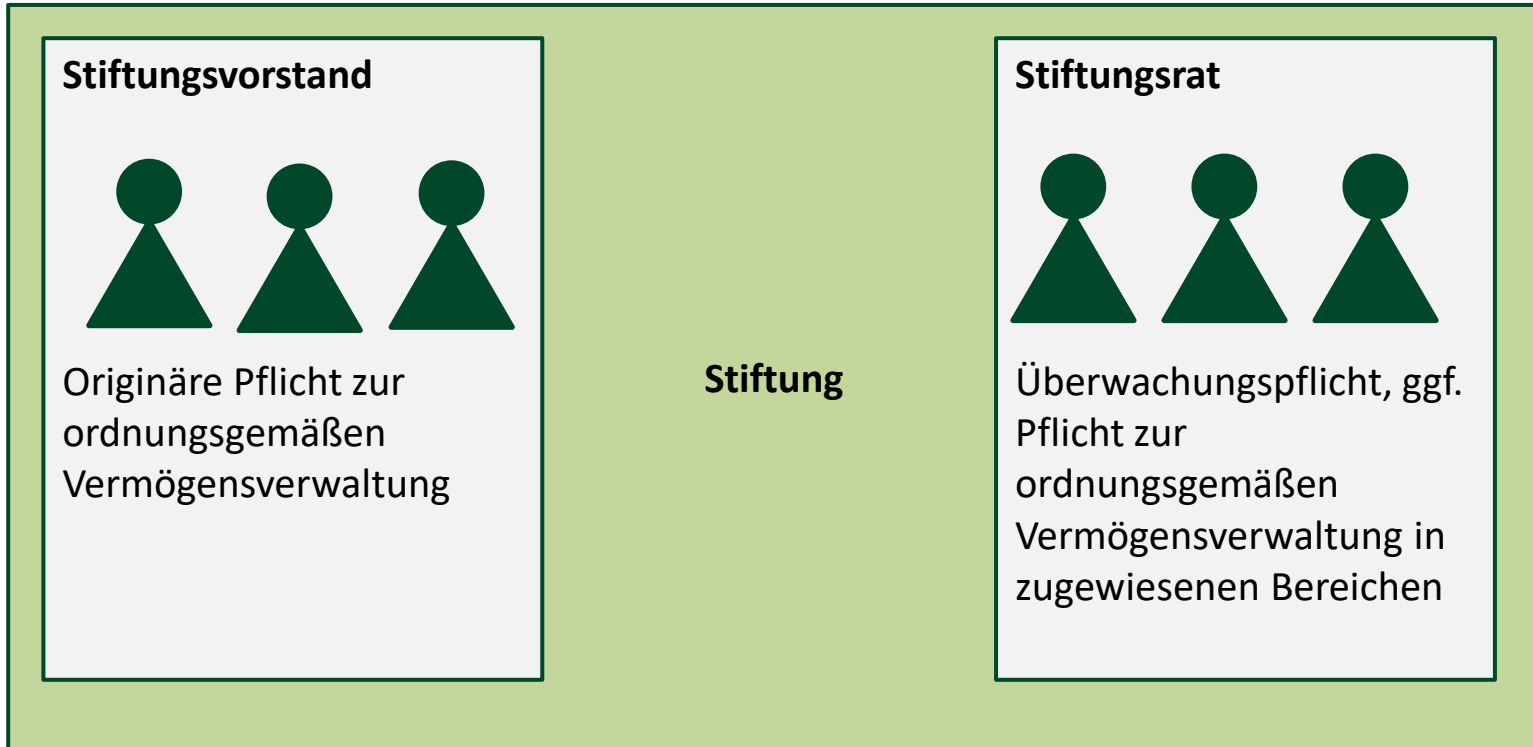 Stiftungsvorstand
Originäre Pflicht zur
ordnungsgemäßen
Vermögensverwaltung
Stiftung
Stiftungsrat
Überwachungspflicht, ggf.
Pflicht zur
ordnungsgemäßen
Vermögensverwaltung in
zugewiesenen Bereichen